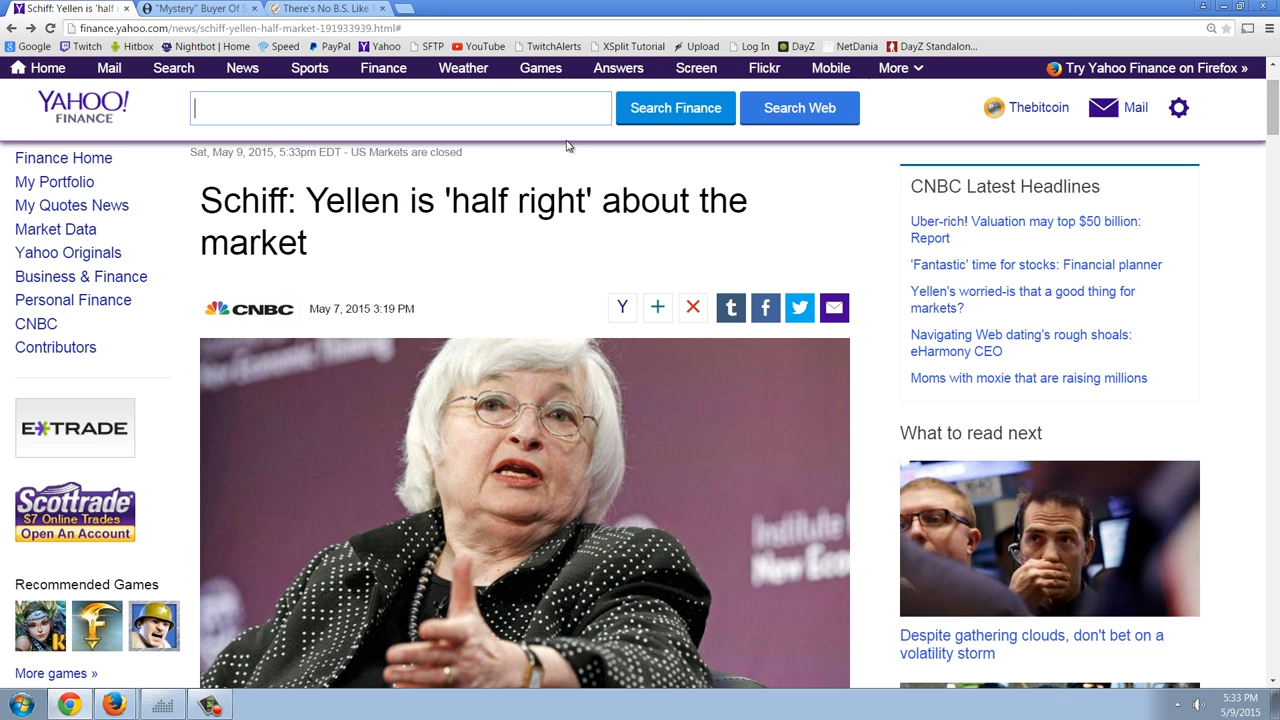 Schiff: Yellen is 'half r
"Mystery" Buyer Of S
There's No B.S. Like T
finance.yahoo.com/news/schiff-yellen-half-market-191933939.html#
Google Twitch Hitbox Nightbot | Home Speed PayPal Yahoo SFTP YouTube TwitchAlerts XSplit Tutorial Upload Log In DayZ NetDania DayZ Standalon...
Home Mail Search News Sports Finance Weather Games Answers Screen Flickr Mobile More Try Yahoo Finance on Firefox »
YAHOO!
FINANCE
Search Finance
Search Web
Thebitcoin
Mail
Finance Home
My Portfolio
My Quotes News
Market Data
Yahoo Originals
Business & Finance
Personal Finance
CNBC
Contributors
E*TRADE
Scottrade
$7 Online Trades
Open An Account
Recommended Games
More games »
Sat, May 9, 2015, 5:33pm EDT - US Markets are closed
Schiff: Yellen is 'half right' about the
market
CNBC May 7, 2015 3:19 PM
Y
t
f
CNBC Latest Headlines
Uber-rich! Valuation may top $50 billion:
Report
'Fantastic' time for stocks: Financial planner
Yellen's worried-is that a good thing for
markets?
Navigating Web dating's rough shoals:
eHarmony CEO
Moms with moxie that are raising millions
What to read next
Despite gathering clouds, don't bet on a
volatility storm
5:33 PM
5/9/2015